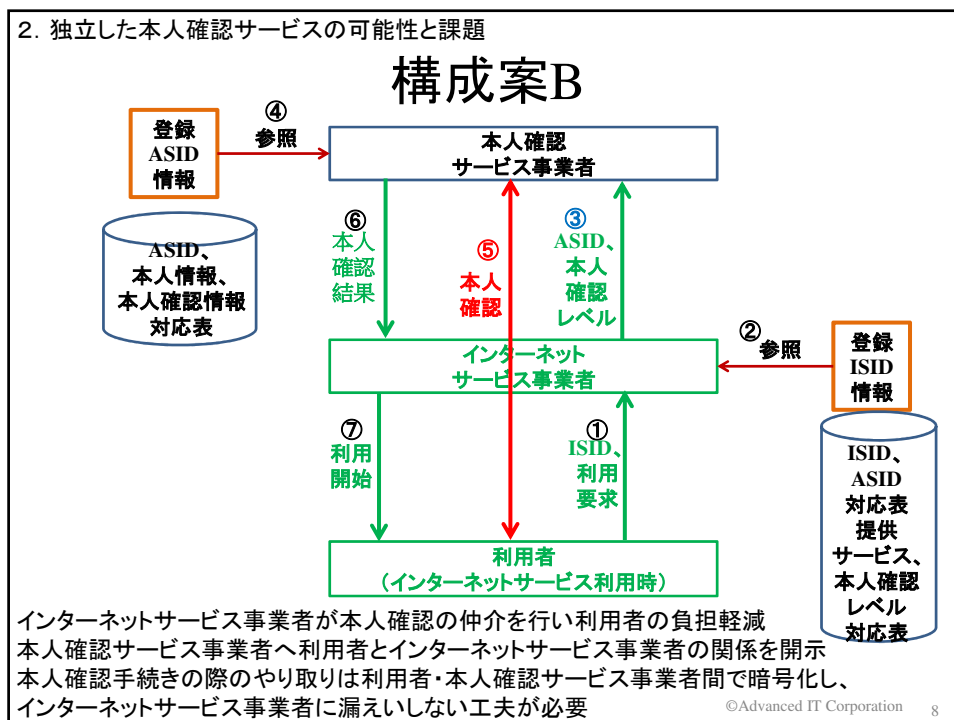 ２．独立した本人確認サービスの可能性と課題
構成案B
④
参照
登録
ASID
情報
本人確認
サービス事業者
ASID、
本人情報、
本人確認情報
対応表
⑥
本人
確認
結果
⑤
本人
確認
③
ASID、
本人
確認
レベル
インターネット
サービス事業者
②
参照
登録
ISID
情報
⑦
利用
開始
①
ISID、
利用
要求
ISID、
ASID
対応表
提供
サービス、
本人確認
レベル
対応表
利用者
（インターネットサービス利用時）
インターネットサービス事業者が本人確認の仲介を行い利用者の負担軽減
本人確認サービス事業者へ利用者とインターネットサービス事業者の関係を開示
本人確認手続きの際のやり取りは利用者・本人確認サービス事業者間で暗号化し、
インターネットサービス事業者に漏えいしない工夫が必要
©Advanced IT Corporation 8